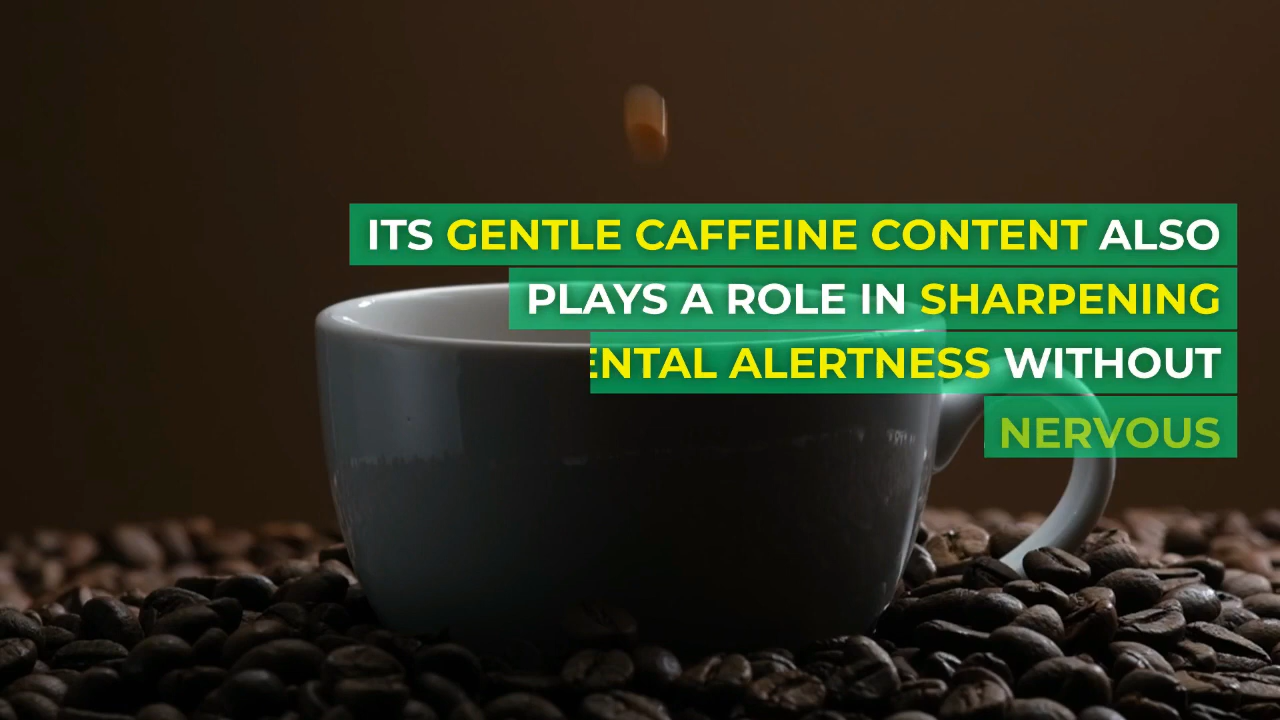 ITS GENTLE CAFFEINE CONTENT ALSO
PLAYS A ROLE IN SHARPENING
ENTAL ALERTNESS WITHOUT
NERVOUS